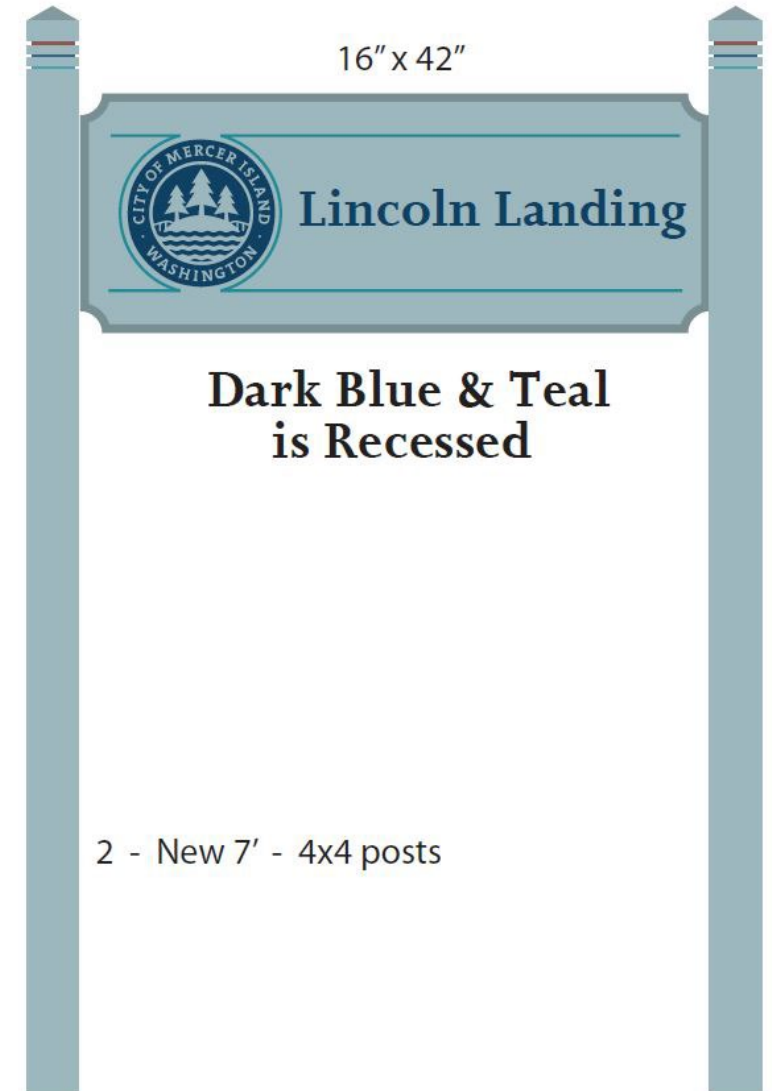 16” x 42”
CITY OF MERCER ISLAND
· WASHINGTON ·
Lincoln Landing
Dark Blue & Teal
is Recessed
2 - New 7’ - 4x4 posts